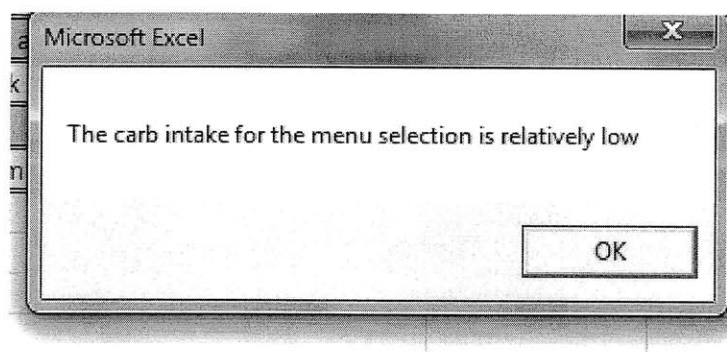 Microsoft Excel
The carb intake for the menu selection is relatively low
OK